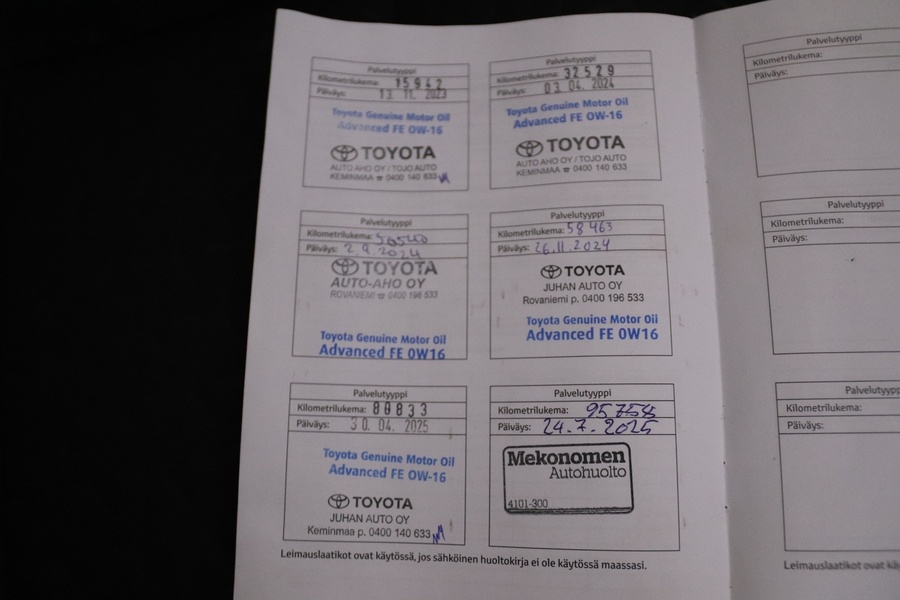 Palvelutyyppi
Kilometrilukema: 15942
Päiväys: 13. 11. 2023
Toyota Genuine Motor Oil
Advanced FE 0W-16
TOYOTA
AUTO AHO OY / TOJO AUTO
KEMINMAA ☎ 0400 140 633
Palvelutyyppi
Kilometrilukema: 32529
Päiväys: 03. 04. 2024
Toyota Genuine Motor Oil
Advanced FE 0W-16
TOYOTA
AUTO AHO OY / TOJO AUTO
KEMINMAA ☎ 0400 140 633
Palvelutyyppi
Kilometrilukema:
Päiväys: 2.9.2024
TOYOTA
AUTO-AHO OY
ROVANIEMI ☎ 0400 196 533
Toyota Genuine Motor Oil
Advanced FE 0W16
Palvelutyyppi
Kilometrilukema: 58463
Päiväys: 26.11.2024
TOYOTA
JUHAN AUTO OY
Rovaniemi p. 0400 196 533
Toyota Genuine Motor Oil
Advanced FE 0W16
Palvelutyyppi
Kilometrilukema: 80833
Päiväys: 30. 04. 2025
Toyota Genuine Motor Oil
Advanced FE 0W-16
TOYOTA
JUHAN AUTO OY
Keminmaa p. 0400 140 633
Palvelutyyppi
Kilometrilukema: 95758
Päiväys: 24.7.2025
Mekonomen
Autohuolto
4101-300
Leimauslaatikot ovat käytössä, jos sähköinen huoltokirja ei ole käytössä maassasi.
Palvelutyyppi
Kilometrilukema:
Päiväys:
Palvelutyyppi
Kilometrilukema:
Päiväys:
Kilometrilukema:
Päiväys:
Leimauslaatikot ovat